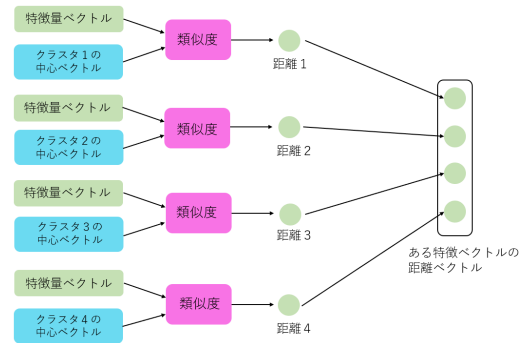 特徴量ベクトル
クラスタ1の
中心ベクトル
類似度
距離1
特徴量ベクトル
クラスタ2の
中心ベクトル
類似度
距離2
特徴量ベクトル
クラスタ3の
中心ベクトル
類似度
距離3
特徴量ベクトル
クラスタ4の
中心ベクトル
類似度
距離4
ある特徴ベクトルの
距離ベクトル